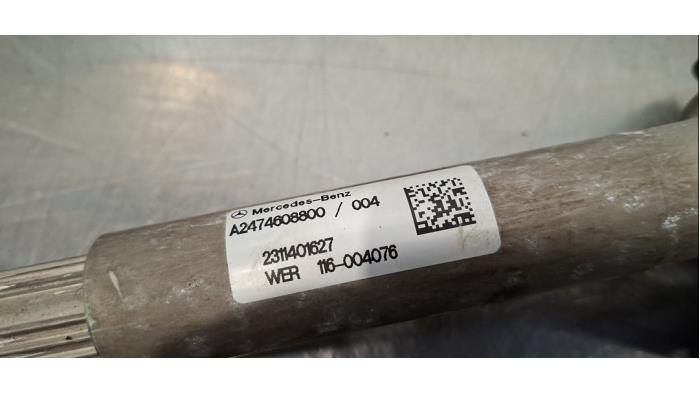 Mercedes-Benz
A2474608800 / 004
2311401627
WER 116-004076